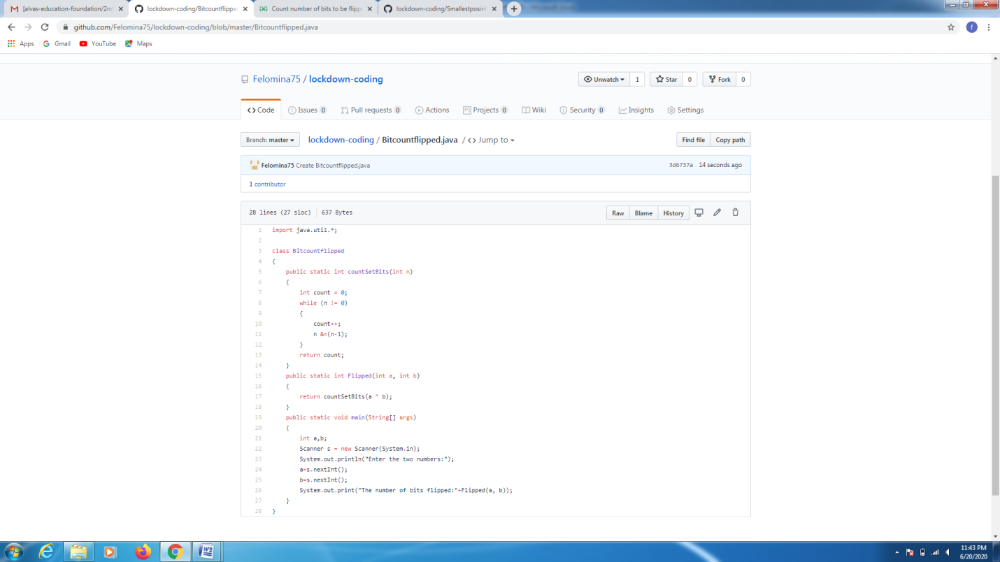 [alvas-education-foundation/2nd
lockdown-coding/Bitcountflipped
Count number of bits to be flipp
lockdown-coding/Smallestposint
github.com/Felomina75/lockdown-coding/blob/master/Bitcountflipped.java
f
Apps Gmail YouTube Maps
Felomina75 / lockdown-coding
Unwatch 1 Star 0 Fork 0
Code Issues 0 Pull requests 0 Actions Projects 0 Wiki Security 0 Insights Settings
Branch: master lockdown-coding / Bitcountflipped.java / <> Jump to Find file Copy path
Felomina75 Create Bitcountflipped.java 3d6737a 14 seconds ago
1 contributor
28 lines (27 sloc) 637 Bytes Raw Blame History
1 import java.util.*;
2
3 class Bitcountflipped
4 {
5 public static int countSetBits(int n)
6 {
7 int count = 0;
8 while (n != 0)
9 {
10 count++;
11 n &=(n-1);
12 }
13 return count;
14 }
15 public static int Flipped(int a, int b)
16 {
17 return countSetBits(a ^ b);
18 }
19 public static void main(String[] args)
20 {
21 int a,b;
22 Scanner s = new Scanner(System.in);
23 System.out.println("Enter the two numbers:");
24 a=s.nextInt();
25 b=s.nextInt();
26 System.out.print("The number of bits flipped:"+Flipped(a, b));
27 }
28 }
11:43 PM
6/20/2020